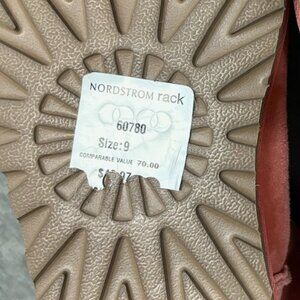 NORDSTROM rack
60780
Size:9
COMPARABLE VALUE 70.00